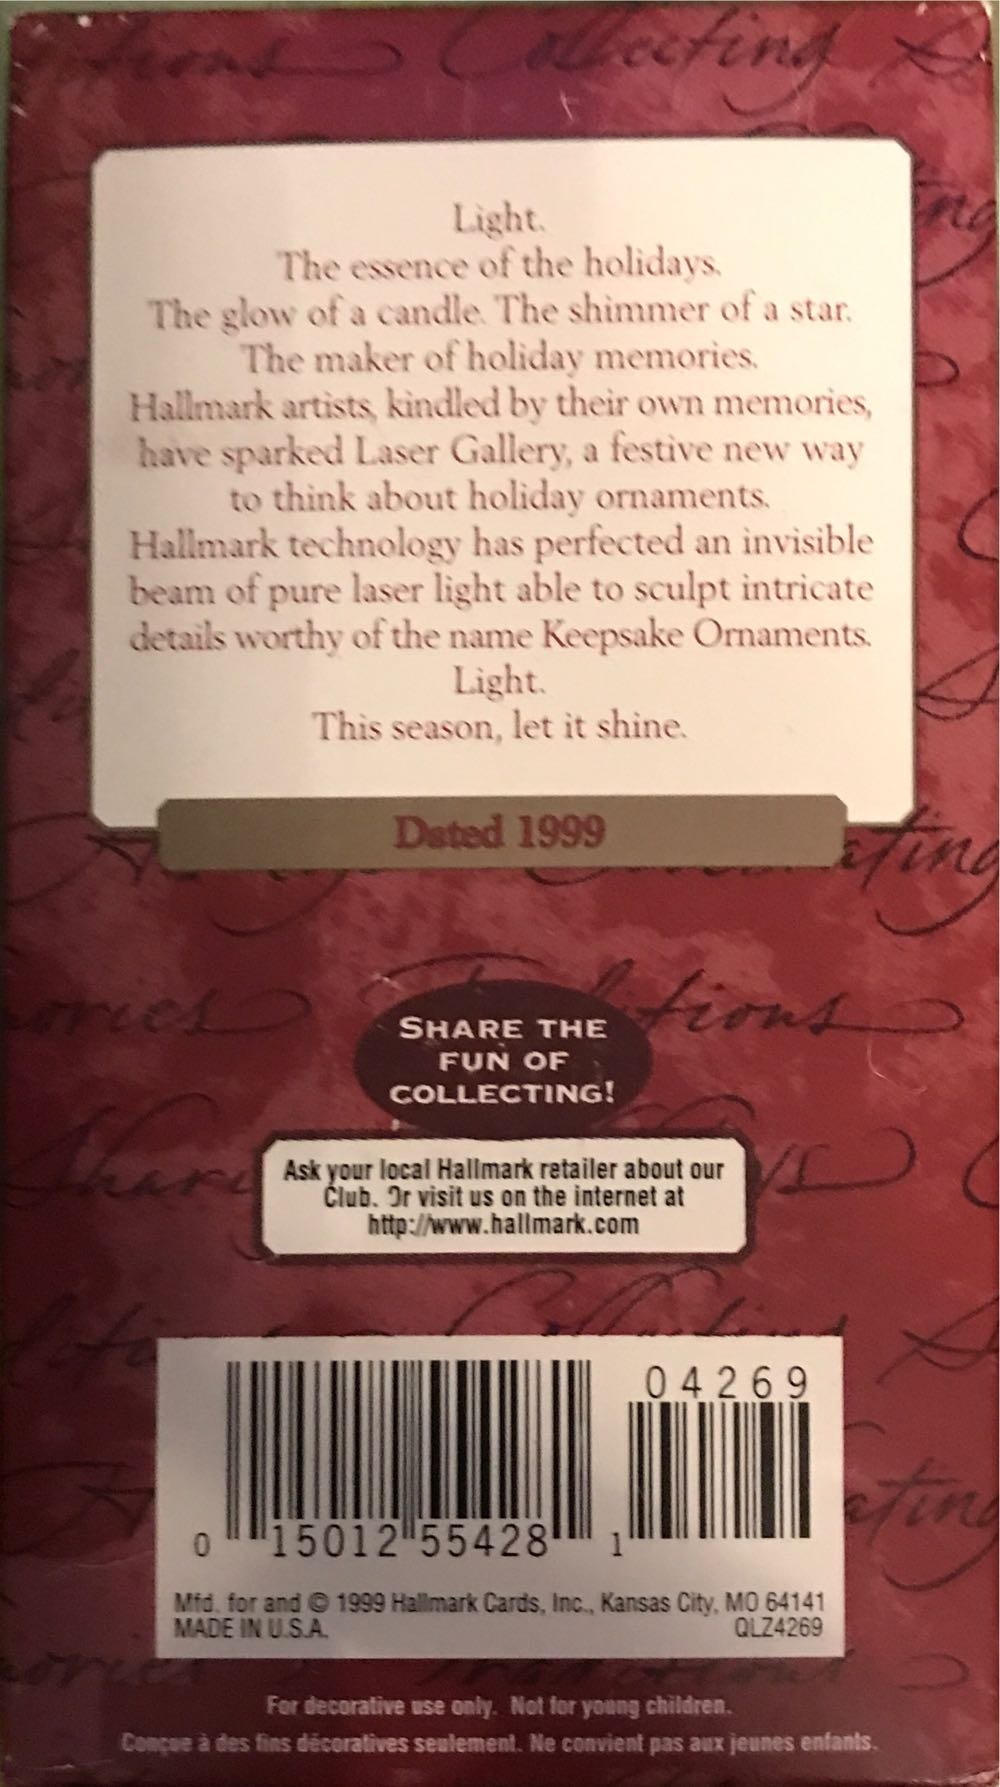 Collecting
Light.
The essence of the holidays.
The glow of a candle. The shimmer of a star.
The maker of holiday memories.
Hallmark artists, kindled by their own memories,
have sparked Laser Gallery, a festive new way
to think about holiday ornaments.
Hallmark technology has perfected an invisible
beam of pure laser light able to sculpt intricate
details worthy of the name Keepsake Ornaments.
Light.
This season, let it shine.
Dated 1999
SHARE THE
FUN OF
COLLECTING!
Ask your local Hallmark retailer about our
Club. Or visit us on the internet at
http://www.hallmark.com
04269
0 15012 55428 1
Mfd. for and © 1999 Hallmark Cards, Inc., Kansas City, MO 64141
MADE IN U.S.A. QLZ4269
For decorative use only. Not for young children.
Conçue à des fins décoratives seulement. Ne convient pas aux jeunes enfants.